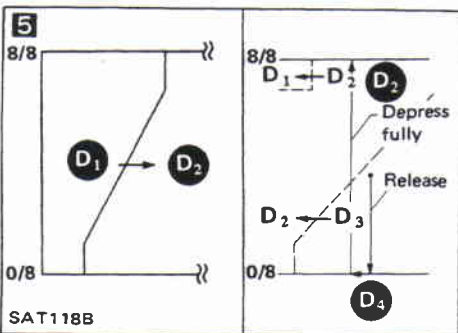 5
8/8
D1 → D2
0/8
SAT118B
8/8
D1 ← D2 D2
Depress
fully
Release
D2 ← D3
0/8
D4